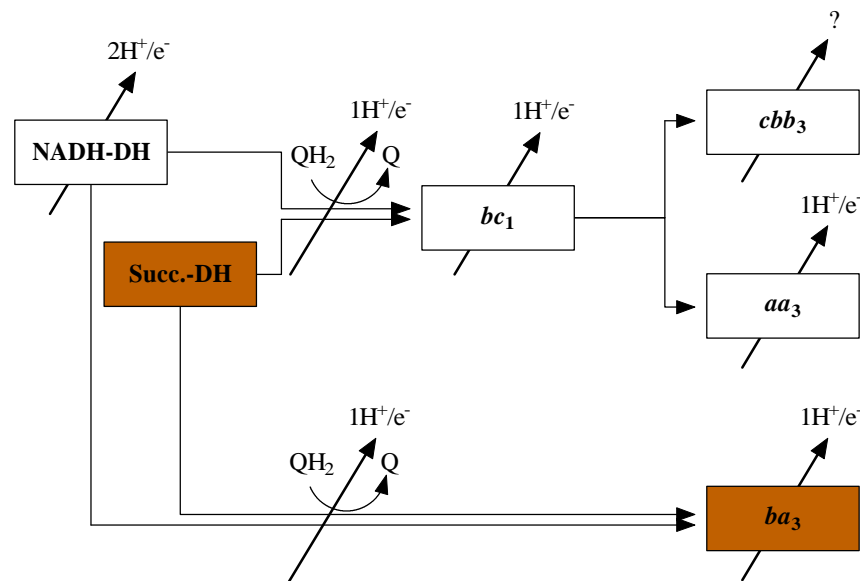 ?
2H⁺/e⁻
cbb₃
1H⁺/e⁻
1H⁺/e⁻
NADH-DH
QH₂
Q
1H⁺/e⁻
bc₁
Succ.-DH
aa₃
1H⁺/e⁻
1H⁺/e⁻
QH₂
Q
ba₃